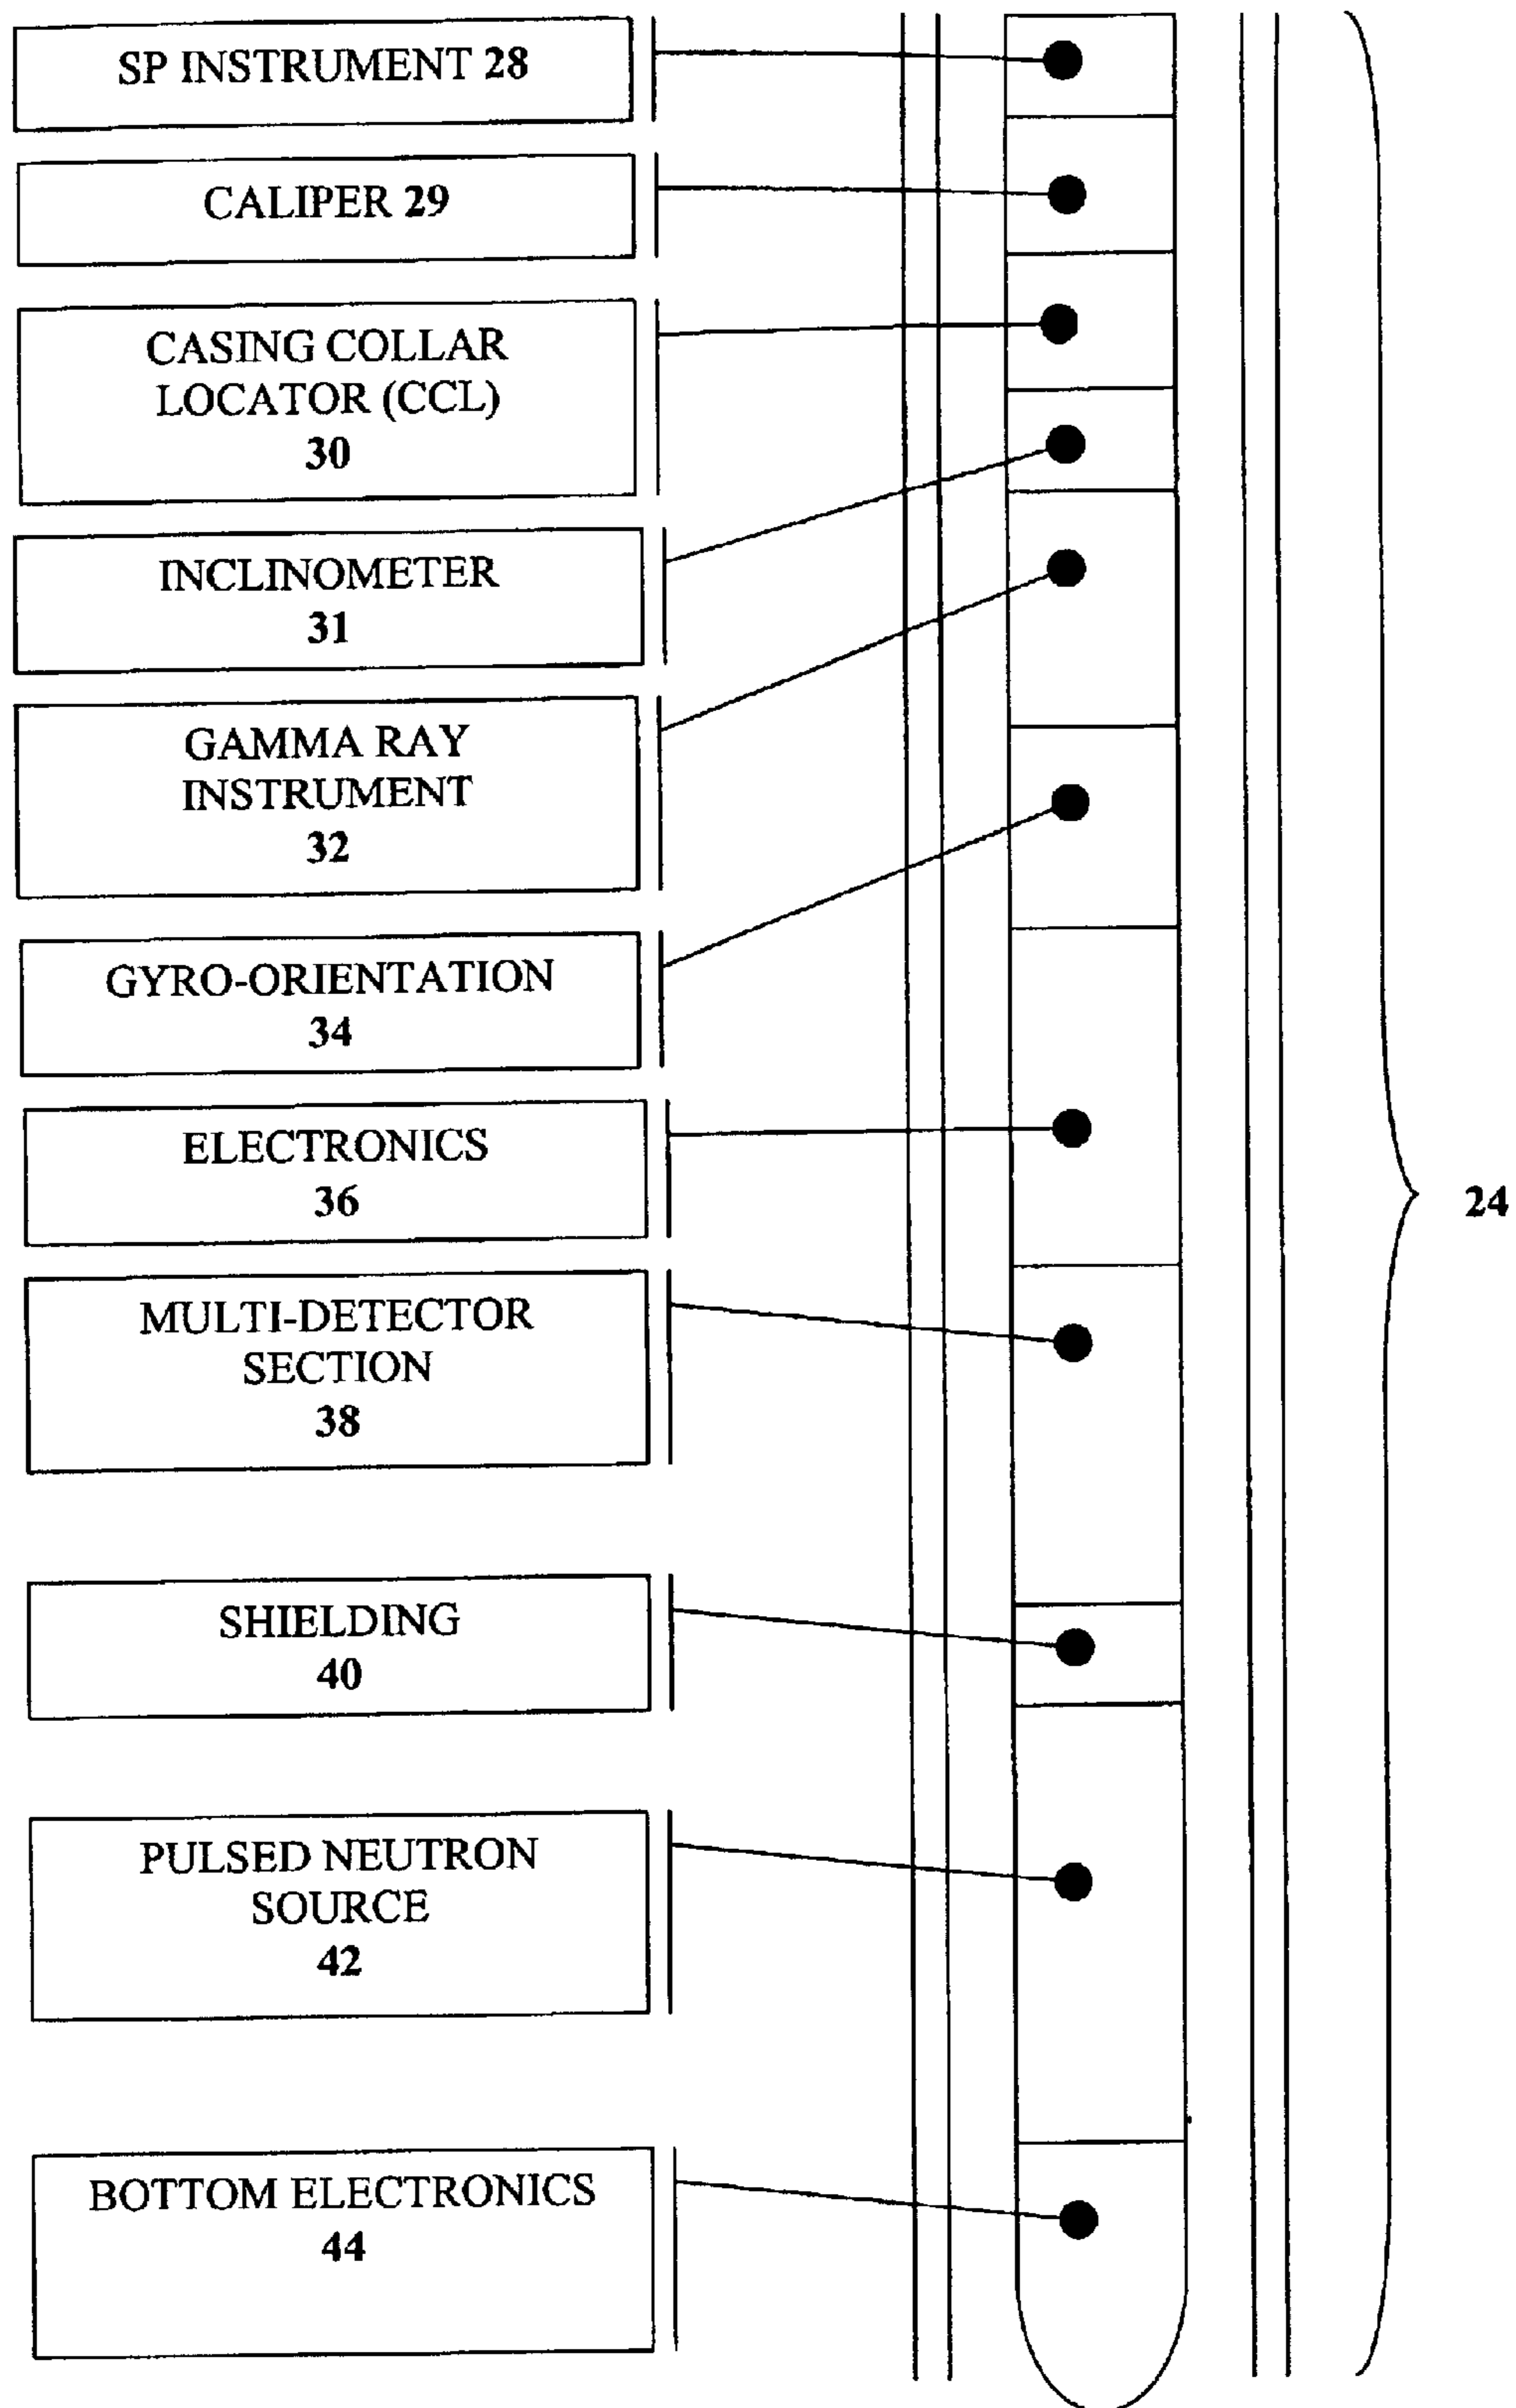 SP INSTRUMENT 28
CALIPER 29
CASING COLLAR
LOCATOR (CCL)
30
INCLINOMETER
31
GAMMA RAY
INSTRUMENT
32
GYRO-ORIENTATION
34
ELECTRONICS
36
24
MULTI-DETECTOR
SECTION
38
SHIELDING
40
PULSED NEUTRON
SOURCE
42
BOTTOM ELECTRONICS
44